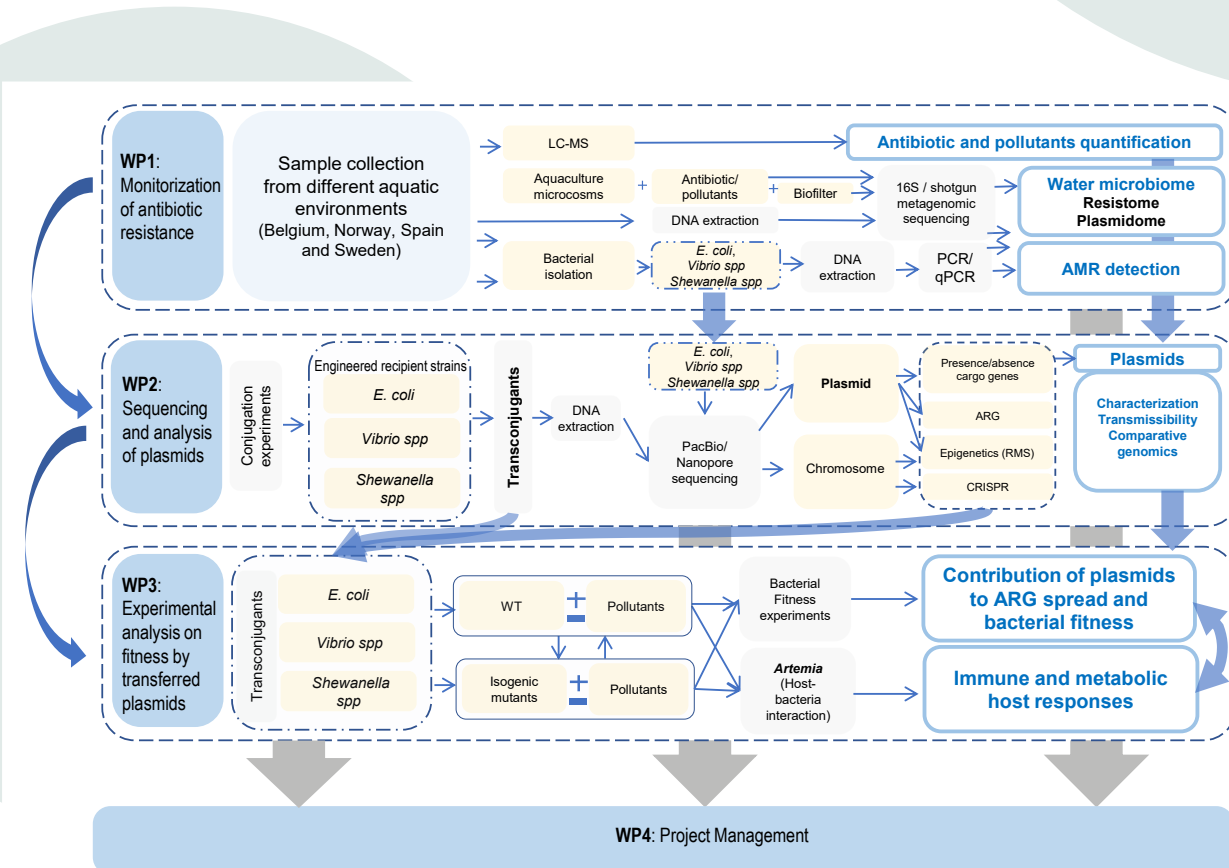 WP1:
Monitorization
of antibiotic
resistance
Sample collection
from different aquatic
environments
(Belgium, Norway, Spain
and Sweden)
LC-MS
Antibiotic and pollutants quantification
Aquaculture
microcosms
+
Antibiotic/
pollutants
+
Biofilter
16S / shotgun
metagenomic
sequencing
Water microbiome
Resistome
Plasmidome
DNA extraction
Bacterial
isolation
E. coli,
Vibrio spp
Shewanella spp
DNA
extraction
PCR/
qPCR
AMR detection
WP2:
Sequencing
and analysis
of plasmids
Conjugation
experiments
Engineered recipient strains
E. coli
Vibrio spp
Shewanella
spp
Transconjugants
DNA
extraction
E. coli,
Vibrio spp
Shewanella spp
PacBio/
Nanopore
sequencing
Plasmid
Chromosome
Presence/absence
cargo genes
ARG
Epigenetics (RMS)
CRISPR
Plasmids
Characterization
Transmissibility
Comparative
genomics
WP3:
Experimental
analysis on
fitness by
transferred
plasmids
Transconjugants
E. coli
Vibrio spp
Shewanella
spp
WT
Pollutants
Isogenic
mutants
Pollutants
Bacterial
Fitness
experiments
Artemia
(Host-
bacteria
interaction)
Contribution of plasmids
to ARG spread and
bacterial fitness
Immune and metabolic
host responses
WP4: Project Management